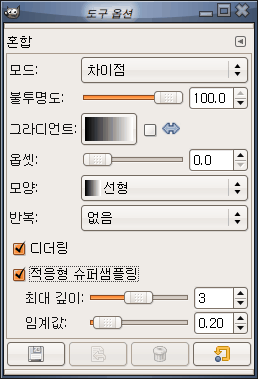 도구 옵션
혼합
모드: 차이점
불투명도: 100.0
그라디언트:
옵셋: 0.0
모양: 선형
반복: 없음
디더링
적응형 수퍼샘플링
최대 깊이: 3
임계값: 0.20